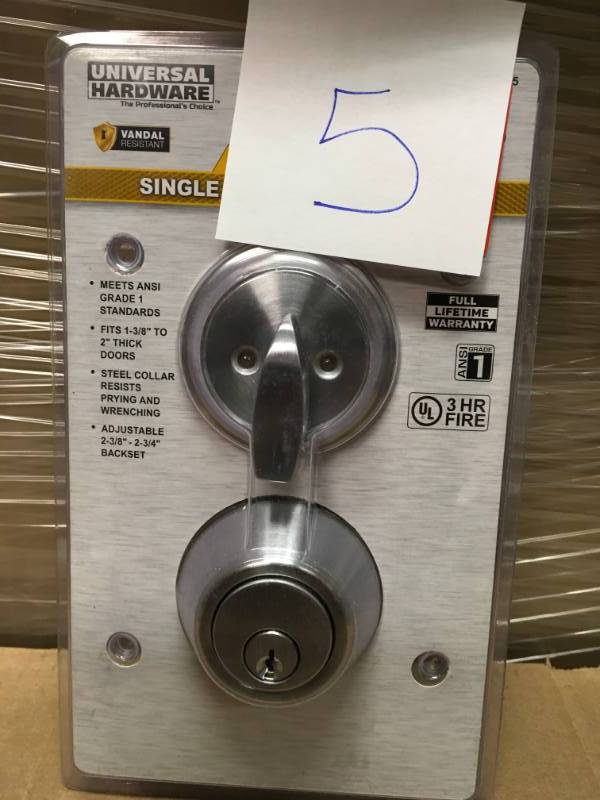 UNIVERSAL
HARDWARE™
The Professional's Choice
VANDAL
RESISTANT
5
5
SINGLE
• MEETS ANSI
GRADE 1
STANDARDS
• FITS 1-3/8" TO
2" THICK
DOORS
• STEEL COLLAR
RESISTS
PRYING AND
WRENCHING
• ADJUSTABLE
2-3/8" - 2-3/4"
BACKSET
FULL
LIFETIME
WARRANTY
ANSI GRADE
1
UL 3 HR
FIRE